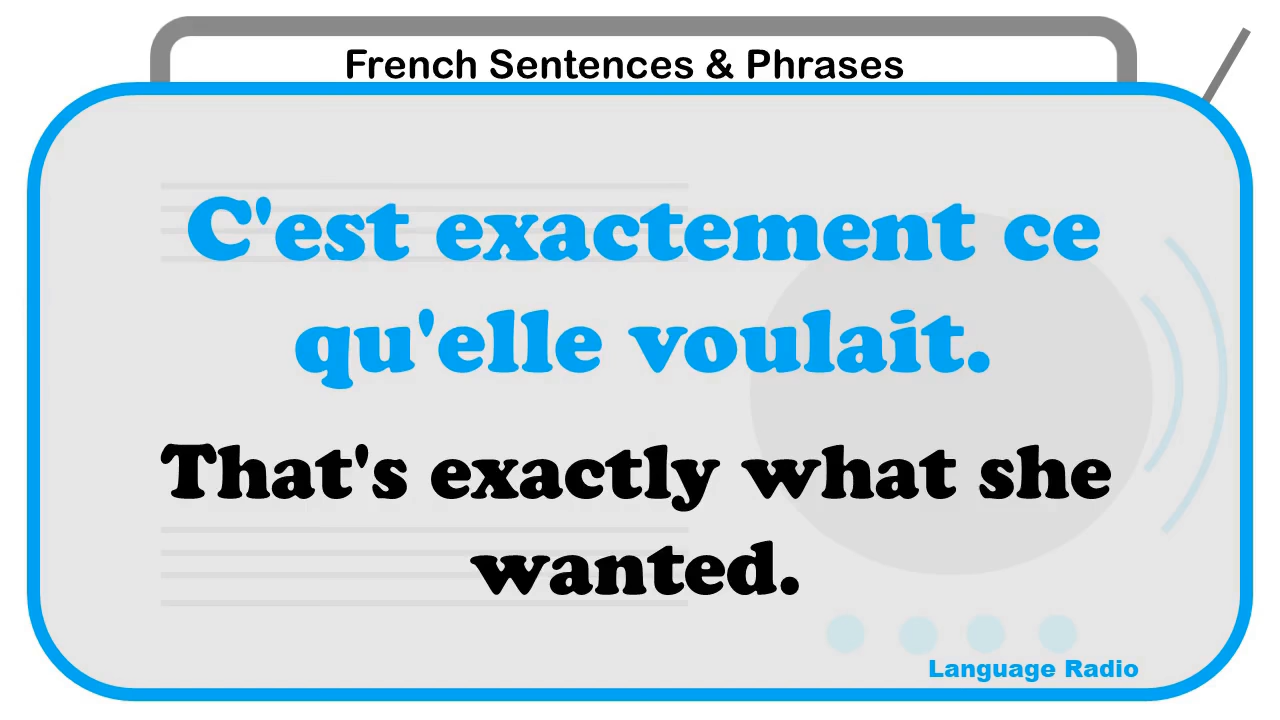 French Sentences & Phrases
C'est exactement ce
qu'elle voulait.
That's exactly what she
wanted.
Language Radio